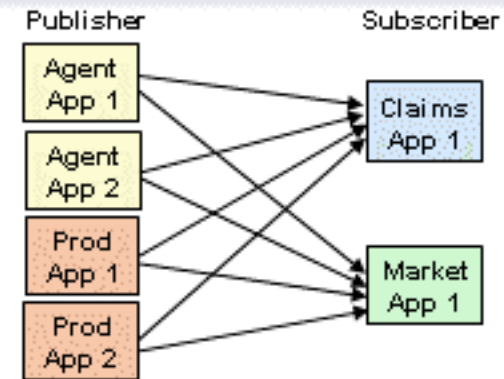 Publisher
Subscriber
Agent
App 1
Agent
App 2
Prod
App 1
Prod
App 2
Claims
App 1
Market
App 1